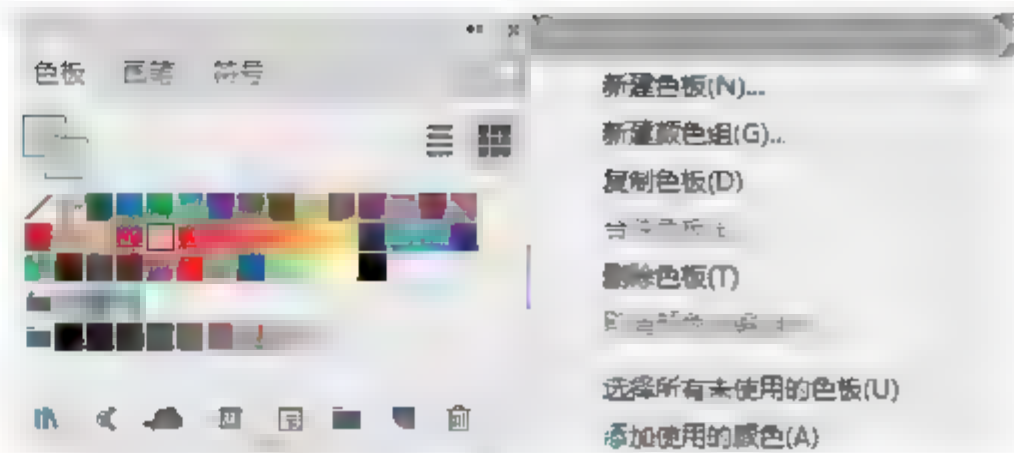 色板 画笔 符号
新建色板(N)...
新建颜色组(G)...
复制色板(D)
删除色板(T)
选择所有未使用的色板(U)
添加使用的颜色(A)